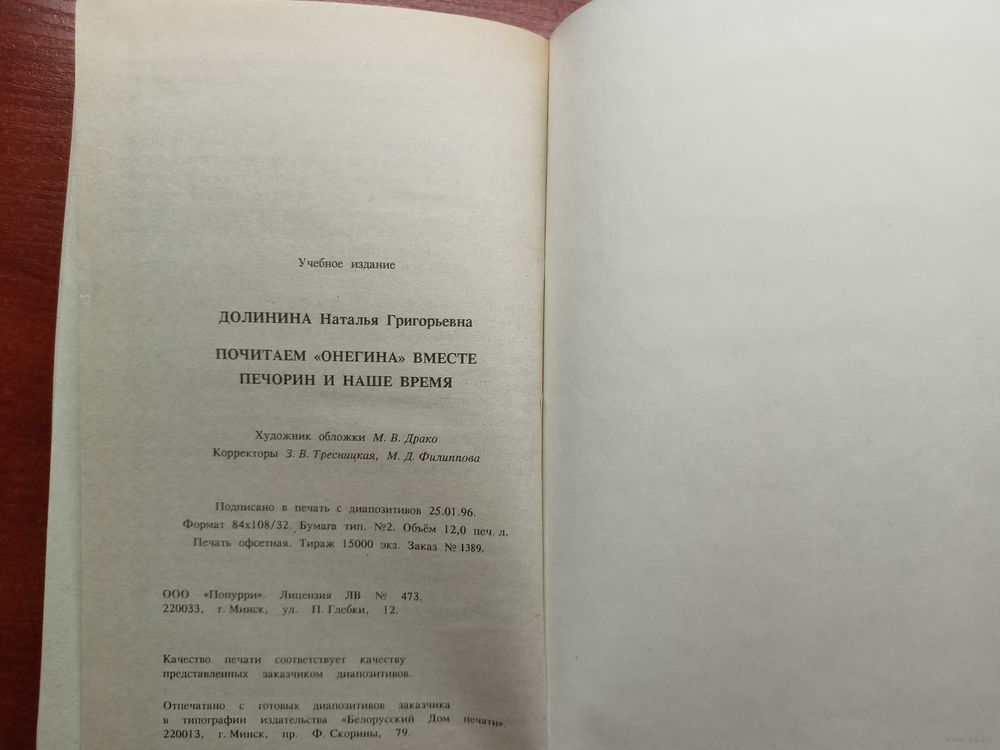 Учебное издание
ДОЛИНИНА Наталья Григорьевна
ПОЧИТАЕМ «ОНЕГИНА» ВМЕСТЕ
ПЕЧОРИН И НАШЕ ВРЕМЯ
Художник обложки М. В. Драко
Корректоры З. В. Тресницкая, М. Д. Филиппова
Подписано в печать с диапозитивов 25.01.96.
Формат 84х108/32. Бумага тип. №2. Объём 12,0 печ. л.
Печать офсетная. Тираж 15000 экз. Заказ № 1389.
ООО «Попурри». Лицензия ЛВ № 473.
220033, г. Минск, ул. П. Глебки, 12.
Качество печати соответствует качеству
представленных заказчиком диапозитивов.
Отпечатано с готовых диапозитивов заказчика
в типографии издательства «Белорусский Дом печати».
220013, г. Минск, пр. Ф. Скорины, 79.